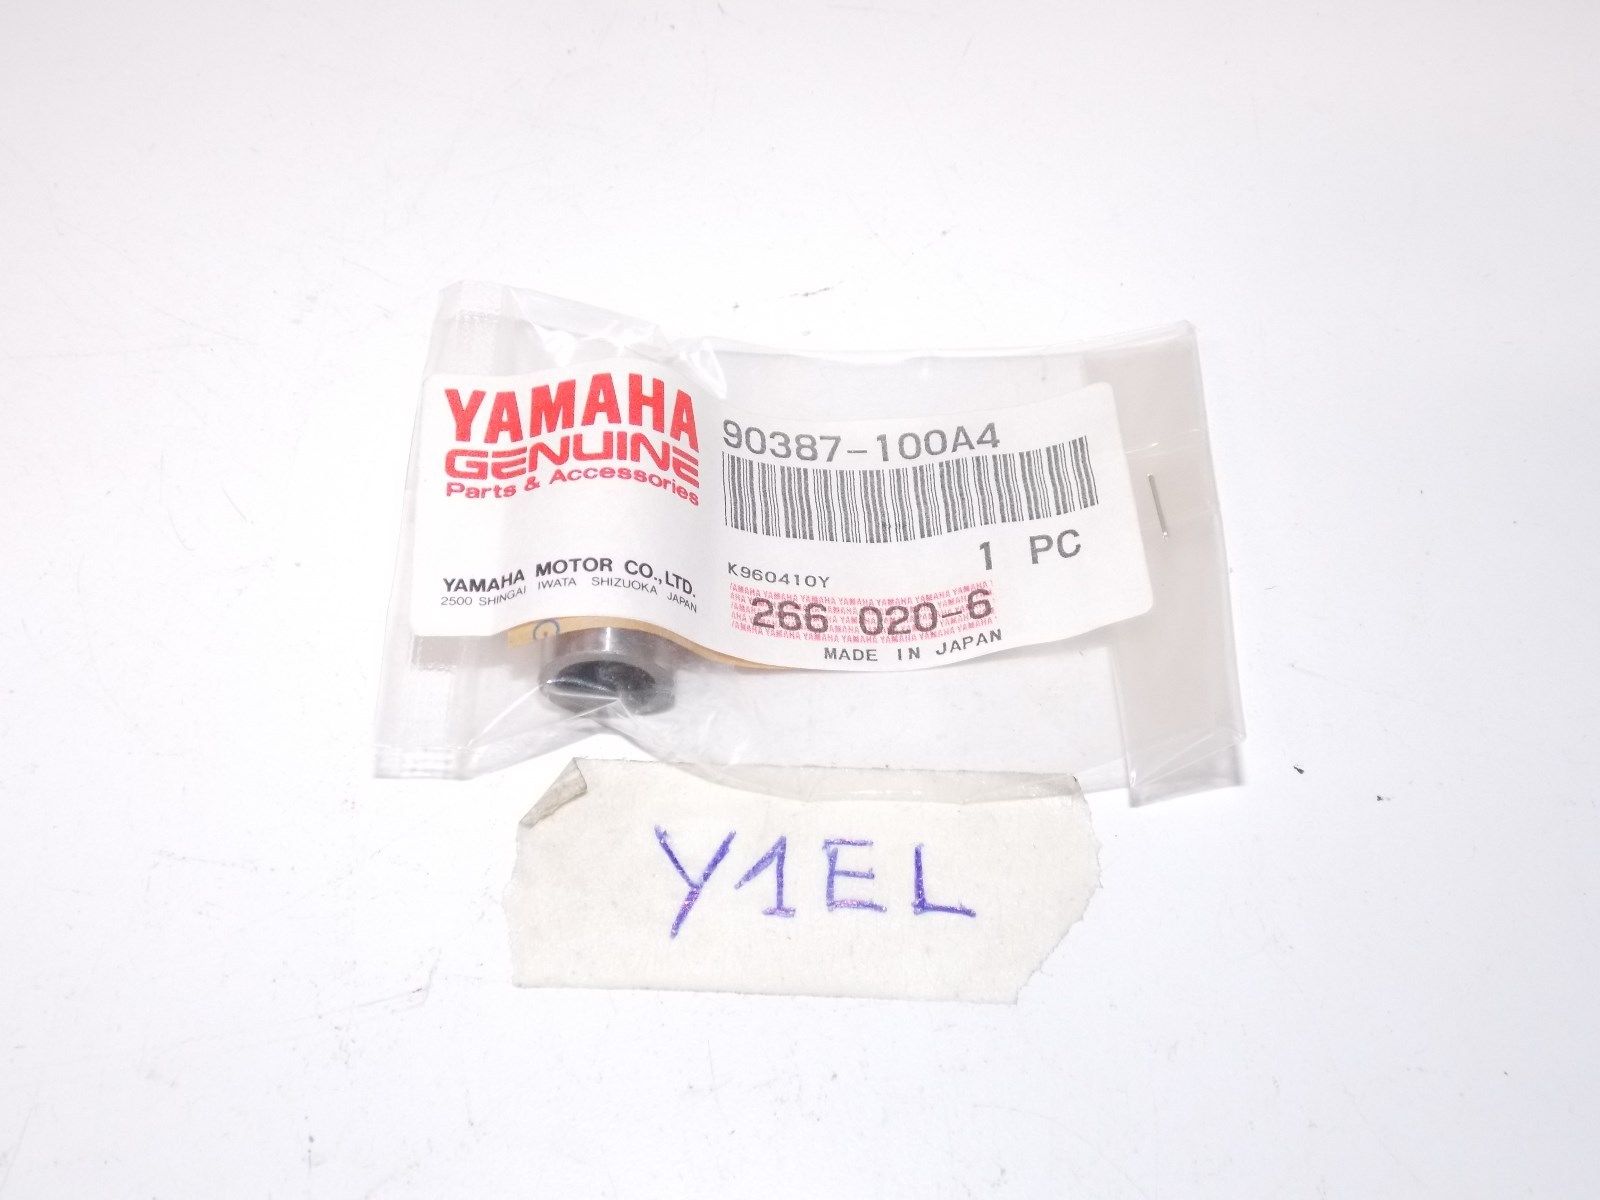 YAMAHA
GENUINE
Parts & Accessories
YAMAHA MOTOR CO.,LTD.
2500 SHINGAI IWATA SHIZUOKA JAPAN
90387-100A4
1 PC
K960410Y
266 020-6
MADE IN JAPAN
Y1EL